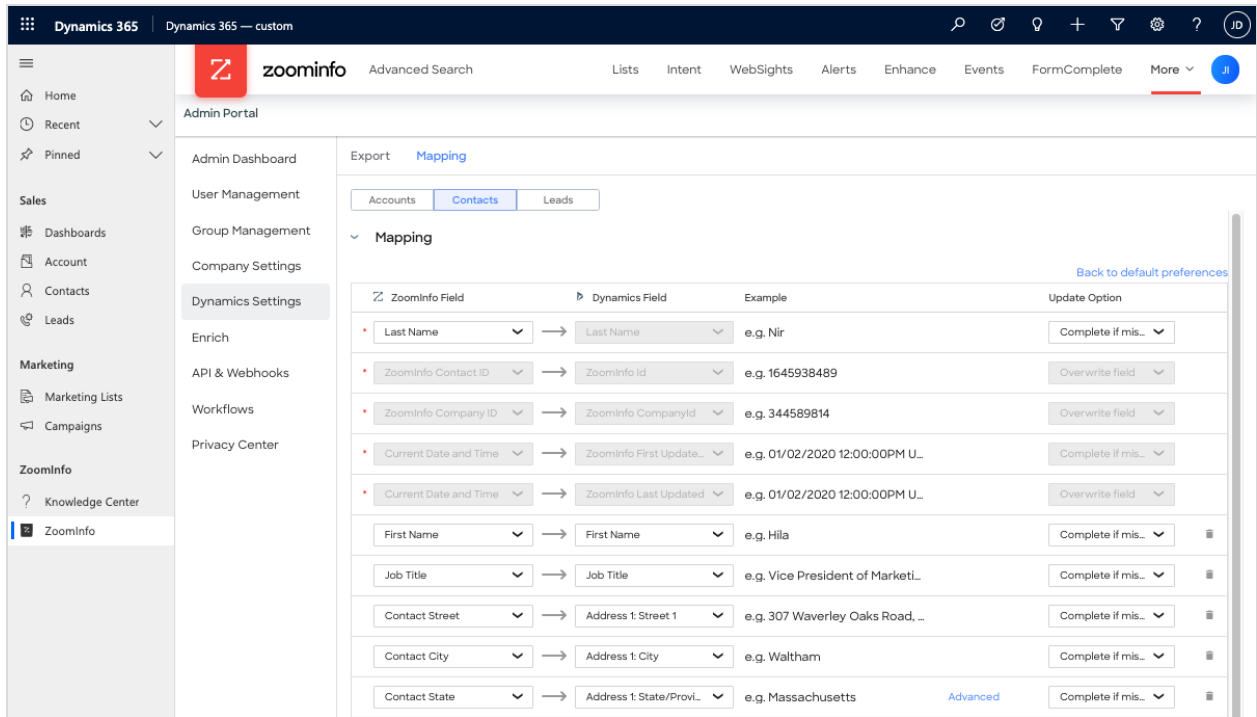 Dynamics 365 Dynamics 365 — custom ? JD
zoominfo Advanced Search Lists Intent WebSights Alerts Enhance Events FormComplete More JI
Home
Recent
Pinned
Sales
Dashboards
Account
Contacts
Leads
Marketing
Marketing Lists
Campaigns
ZoomInfo
? Knowledge Center
ZoomInfo
Admin Portal
Admin Dashboard
User Management
Group Management
Company Settings
Dynamics Settings
Enrich
API & Webhooks
Workflows
Privacy Center
Export Mapping
Accounts Contacts Leads
Mapping
Back to default preferences
ZoomInfo Field Dynamics Field Example Update Option
* Last Name Last Name e.g. Nir Complete if mis...
* ZoomInfo Contact ID ZoomInfo Id e.g. 1645938489 Overwrite field
* ZoomInfo Company ID ZoomInfo CompanyId e.g. 344589814 Overwrite field
* Current Date and Time ZoomInfo First Update... e.g. 01/02/2020 12:00:00PM U... Complete if mis...
* Current Date and Time ZoomInfo Last Updated e.g. 01/02/2020 12:00:00PM U... Overwrite field
First Name First Name e.g. Hila Complete if mis...
Job Title Job Title e.g. Vice President of Marketi... Complete if mis...
Contact Street Address 1: Street 1 e.g. 307 Waverley Oaks Road, ... Complete if mis...
Contact City Address 1: City e.g. Waltham Complete if mis...
Contact State Address 1: State/Provi... e.g. Massachusetts Advanced Complete if mis...